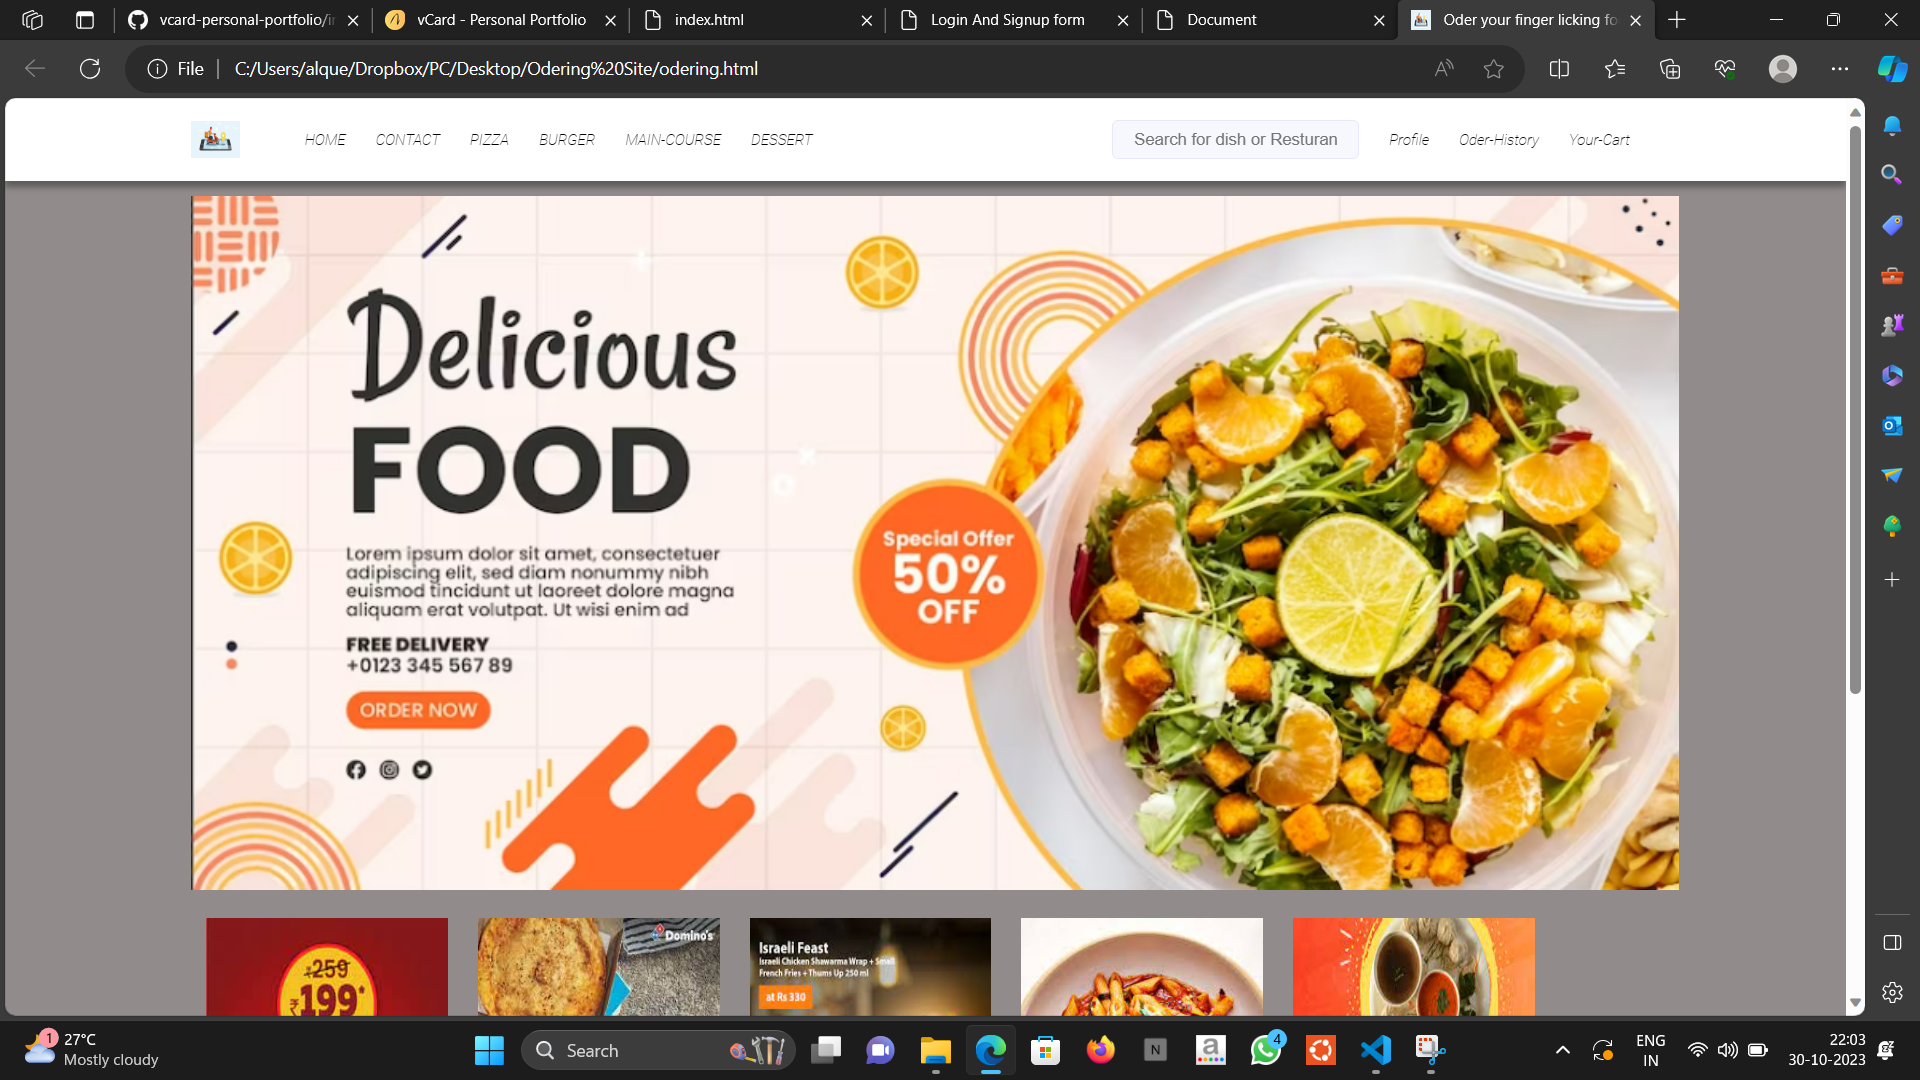 vcard-personal-portfolio/ir
vCard - Personal Portfolio
index.html
Login And Signup form
Document
Oder your finger licking fo
File
C:/Users/alque/Dropbox/PC/Desktop/Odering%20Site/odering.html
HOME
CONTACT
PIZZA
BURGER
MAIN-COURSE
DESSERT
Search for dish or Resturan
Profile
Oder-History
Your-Cart
Delicious
FOOD
Lorem ipsum dolor sit amet, consectetuer
adipiscing elit, sed diam nonummy nibh
euismod tincidunt ut laoreet dolore magna
aliquam erat volutpat. Ut wisi enim ad
FREE DELIVERY
+0123 345 567 89
ORDER NOW
Special Offer
50%
OFF
₹259
₹199*
Domino's
Israeli Feast
Israeli Chicken Shawarma Wrap + Small
French Fries + Thums Up 250 ml
at Rs 330
1
27°C
Mostly cloudy
Search
N
a
4
ENG
IN
22:03
30-10-2023